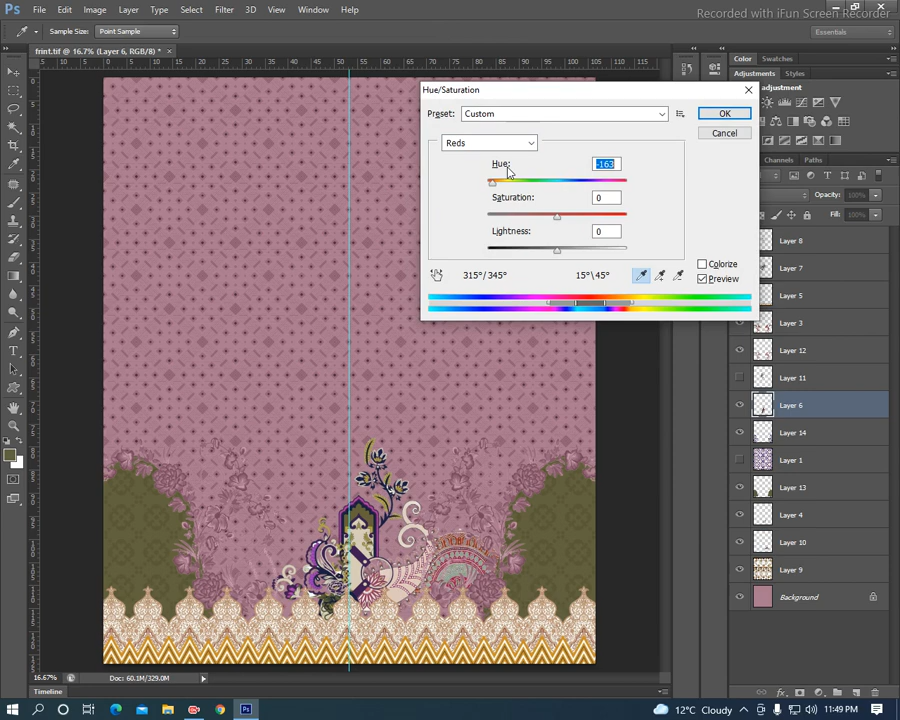 Ps File Edit Image Layer Type Select Filter 3D View Window Help
Recorded with iFun Screen Recorder
Sample Size: Point Sample
Essentials
frint.tif @ 16.7% (Layer 6, RGB/8) * ×
Color Swatches
Adjustments Styles
adjustment
Channels Paths
Opacity: 100%
Fill: 100%
Hue/Saturation
Preset: Custom
OK
Cancel
Reds
Hue: -163
Saturation: 0
Lightness: 0
Colorize
Preview
315°/345° 15°\45°
Layer 8
Layer 7
Layer 5
Layer 3
Layer 12
Layer 11
Layer 6
Layer 14
Layer 1
Layer 13
Layer 4
Layer 10
Layer 9
Background
16.67% Doc: 60.1M/329.0M
Timeline
12°C Cloudy 11:49 PM